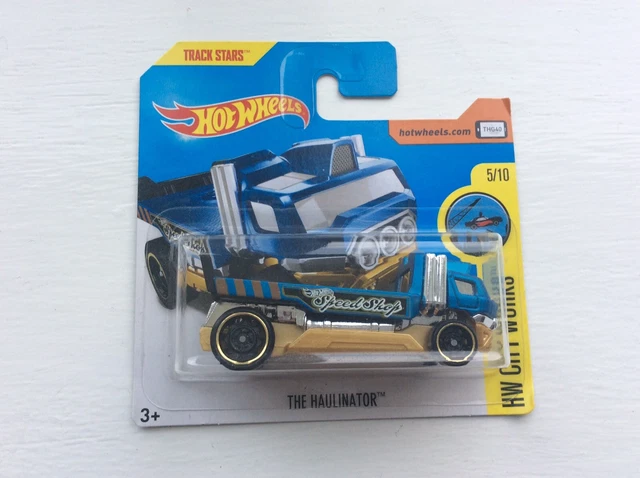 TRACK STARS™
HOT WHEELS
hotwheels.com
THG40
5/10
HW CITY WORKS
Speed Shop
THE HAULINATOR™
3+